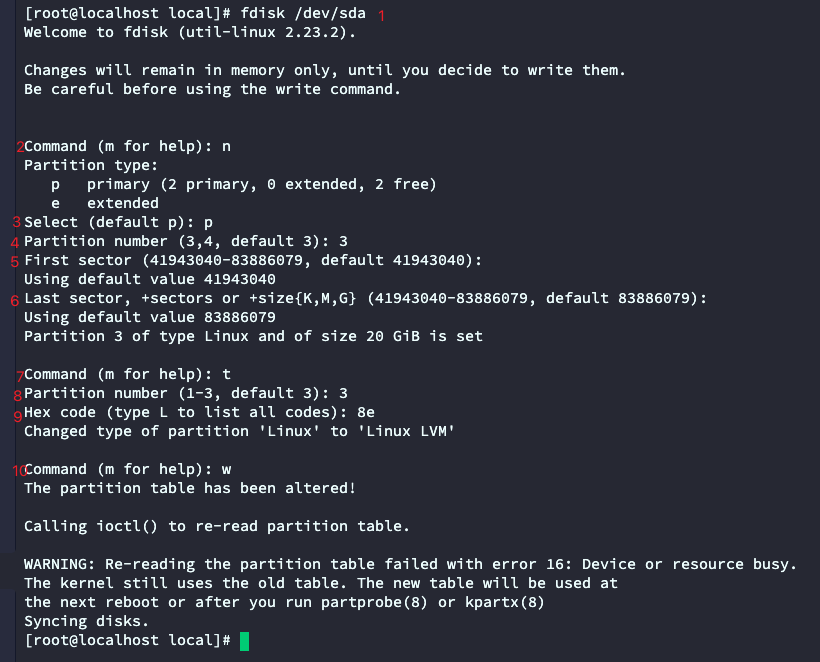 [root@localhost local]# fdisk /dev/sda 1
Welcome to fdisk (util-linux 2.23.2).
Changes will remain in memory only, until you decide to write them.
Be careful before using the write command.
2Command (m for help): n
Partition type:
   p   primary (2 primary, 0 extended, 2 free)
   e   extended
3 Select (default p): p
4 Partition number (3,4, default 3): 3
5 First sector (41943040-83886079, default 41943040):
Using default value 41943040
6 Last sector, +sectors or +size{K,M,G} (41943040-83886079, default 83886079):
Using default value 83886079
Partition 3 of type Linux and of size 20 GiB is set
7Command (m for help): t
8 Partition number (1-3, default 3): 3
9 Hex code (type L to list all codes): 8e
Changed type of partition 'Linux' to 'Linux LVM'
10Command (m for help): w
The partition table has been altered!
Calling ioctl() to re-read partition table.
WARNING: Re-reading the partition table failed with error 16: Device or resource busy.
The kernel still uses the old table. The new table will be used at
the next reboot or after you run partprobe(8) or kpartx(8)
Syncing disks.
[root@localhost local]#